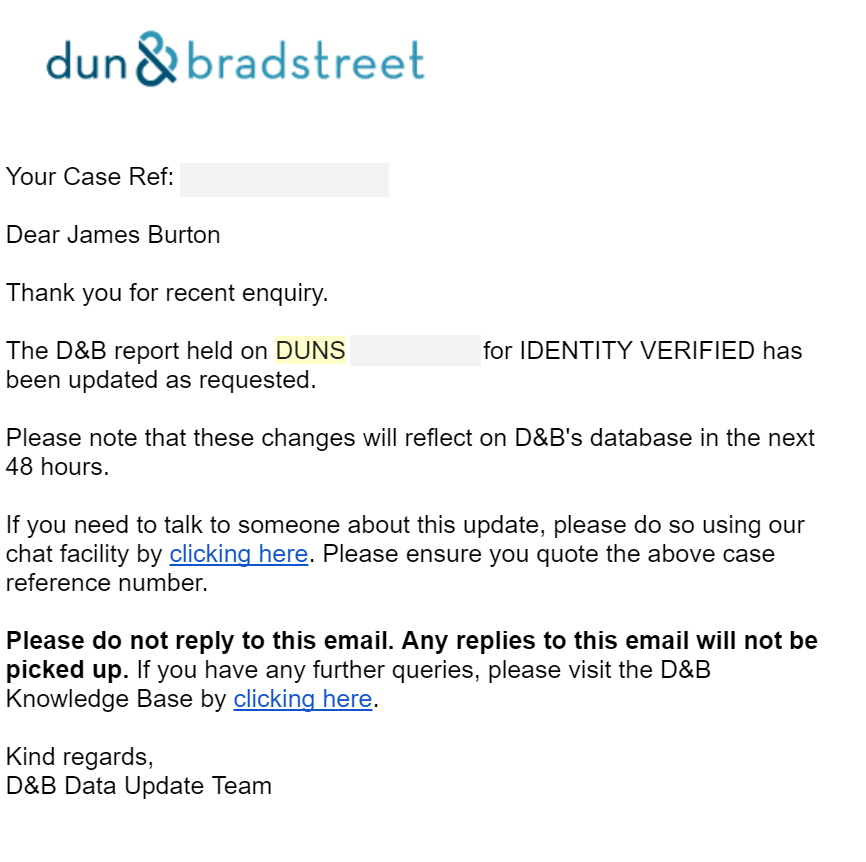 dun&bradstreet
Your Case Ref:
Dear James Burton
Thank you for recent enquiry.
The D&B report held on DUNS for IDENTITY VERIFIED has
been updated as requested.
Please note that these changes will reflect on D&B's database in the next
48 hours.
If you need to talk to someone about this update, please do so using our
chat facility by clicking here. Please ensure you quote the above case
reference number.
Please do not reply to this email. Any replies to this email will not be
picked up. If you have any further queries, please visit the D&B
Knowledge Base by clicking here.
Kind regards,
D&B Data Update Team